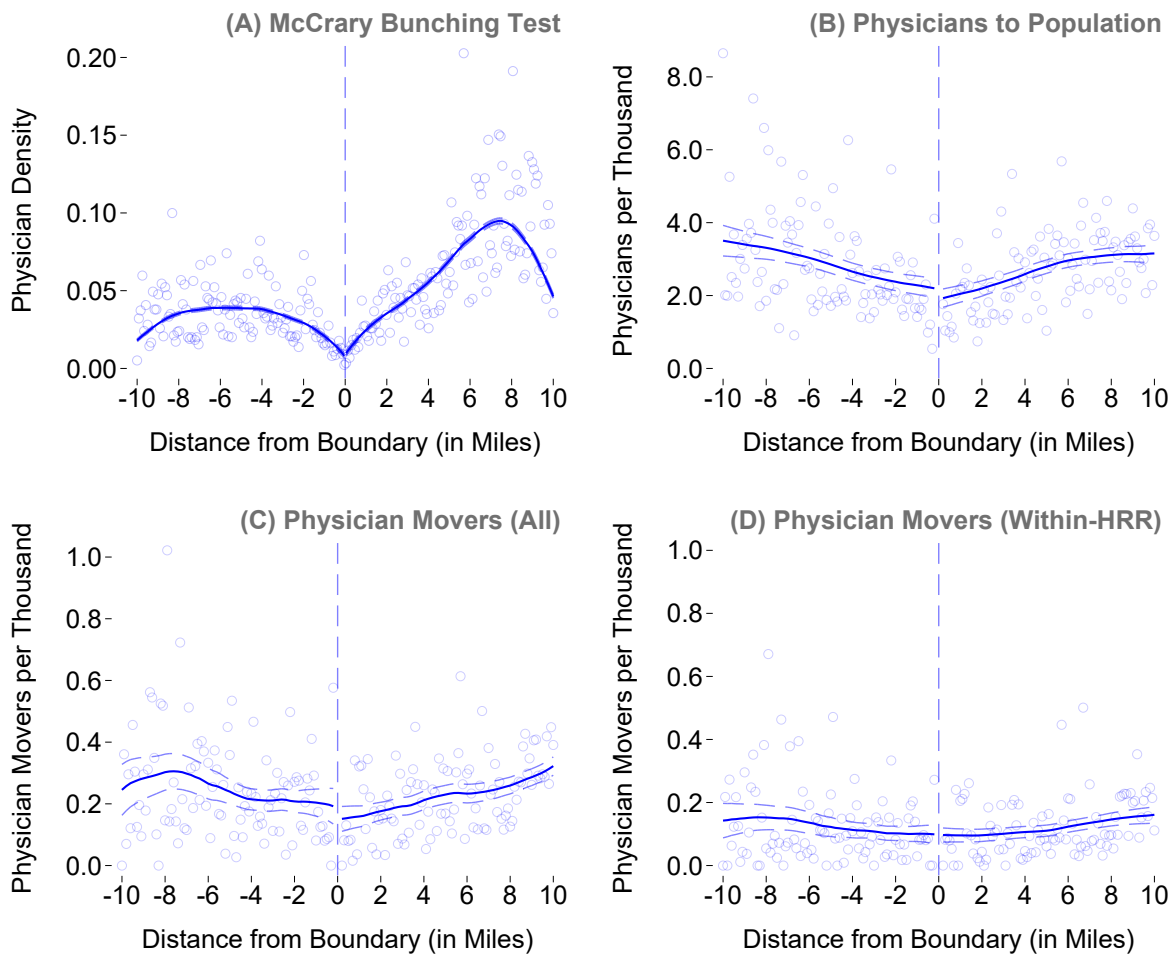 (A) McCrary Bunching Test
Physician Density
0.20
0.15
0.10
0.05
0.00
-10 -8 -6 -4 -2 0 2 4 6 8 10
Distance from Boundary (in Miles)
(B) Physicians to Population
Physicians per Thousand
8.0
6.0
4.0
2.0
0.0
-10 -8 -6 -4 -2 0 2 4 6 8 10
Distance from Boundary (in Miles)
(C) Physician Movers (All)
Physician Movers per Thousand
1.0
0.8
0.6
0.4
0.2
0.0
-10 -8 -6 -4 -2 0 2 4 6 8 10
Distance from Boundary (in Miles)
(D) Physician Movers (Within-HRR)
Physician Movers per Thousand
1.0
0.8
0.6
0.4
0.2
0.0
-10 -8 -6 -4 -2 0 2 4 6 8 10
Distance from Boundary (in Miles)